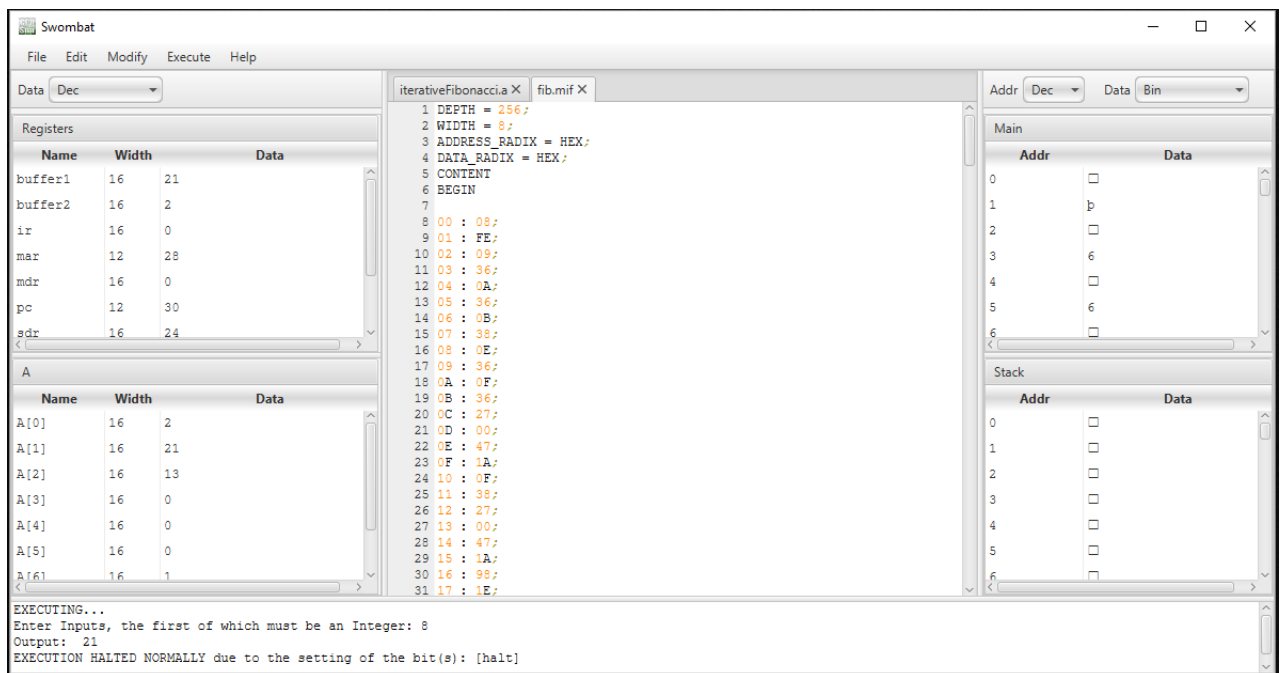 Swombat
File Edit Modify Execute Help
Data Dec
Registers
Name Width Data
buffer1 16 21
buffer2 16 2
ir 16 0
mar 12 28
mdr 16 0
pc 12 30
sdr 16 24
A
Name Width Data
A[0] 16 2
A[1] 16 21
A[2] 16 13
A[3] 16 0
A[4] 16 0
A[5] 16 0
A[6] 16 1
iterativeFibonacci.a X fib.mif X
1 DEPTH = 256;
2 WIDTH = 8;
3 ADDRESS_RADIX = HEX;
4 DATA_RADIX = HEX;
5 CONTENT
6 BEGIN
7
8 00 : 08;
9 01 : FE;
10 02 : 09;
11 03 : 36;
12 04 : 0A;
13 05 : 36;
14 06 : 0B;
15 07 : 38;
16 08 : 0E;
17 09 : 36;
18 0A : 0F;
19 0B : 36;
20 0C : 27;
21 0D : 00;
22 0E : 47;
23 0F : 1A;
24 10 : 0F;
25 11 : 38;
26 12 : 27;
27 13 : 00;
28 14 : 47;
29 15 : 1A;
30 16 : 98;
31 17 : 1E;
Addr Dec Data Bin
Main
Addr Data
0 □
1 þ
2 □
3 6
4 □
5 6
6 □
Stack
Addr Data
0 □
1 □
2 □
3 □
4 □
5 □
6 □
EXECUTING...
Enter Inputs, the first of which must be an Integer: 8
Output: 21
EXECUTION HALTED NORMALLY due to the setting of the bit(s): [halt]